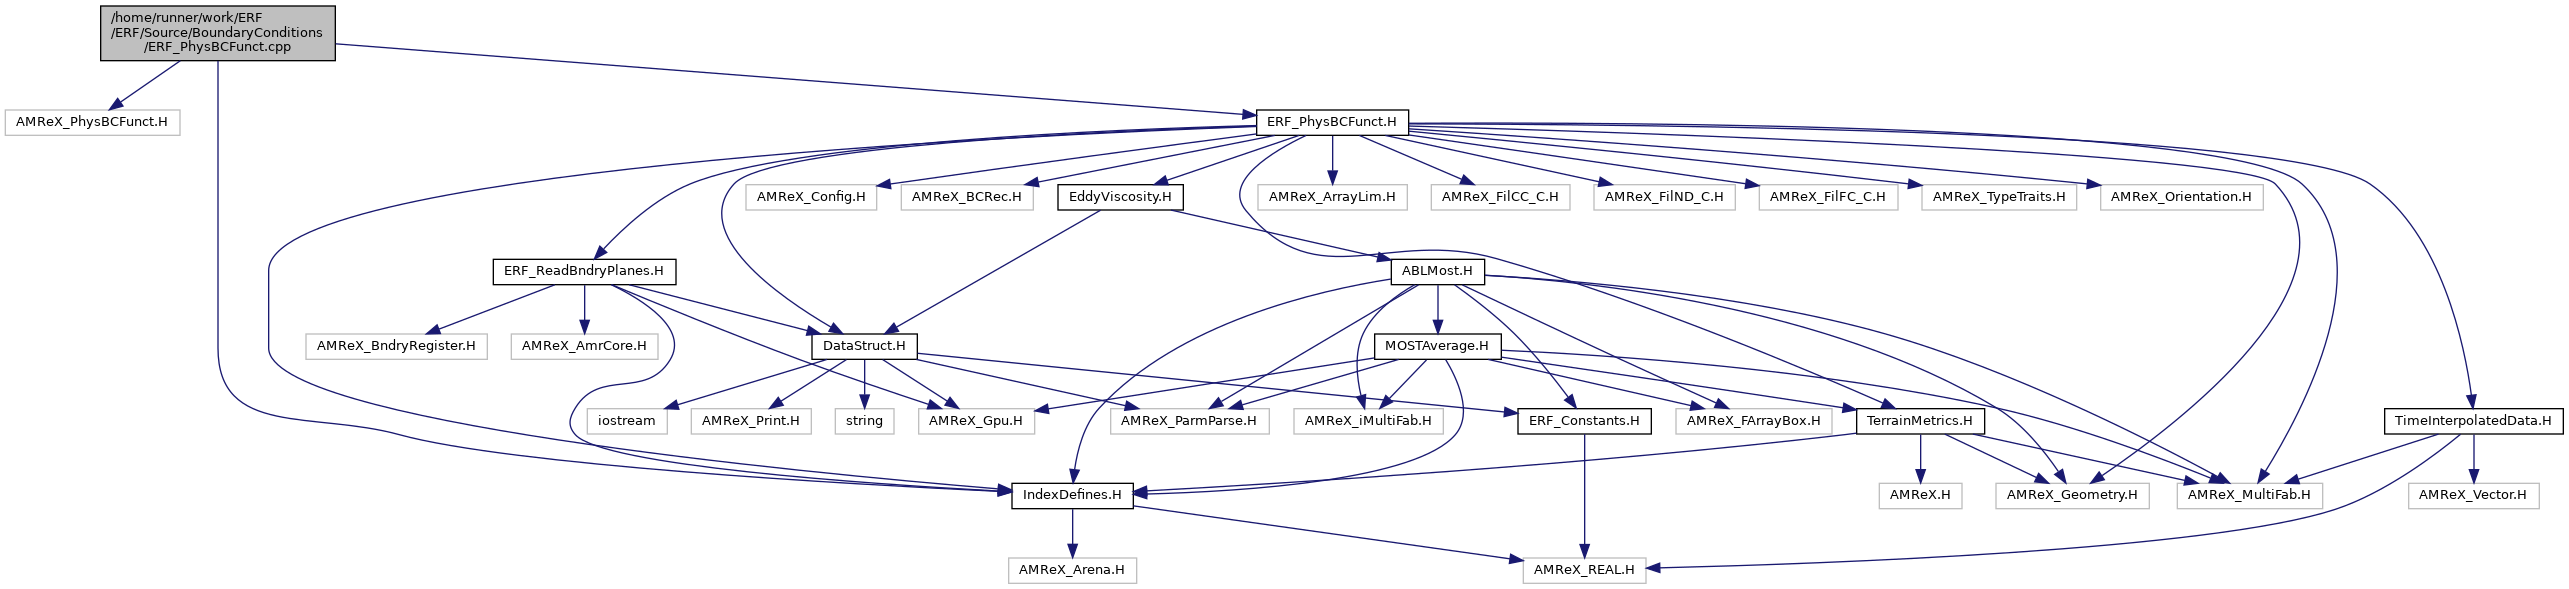 /home/runner/work/ERF
/ERF/Source/BoundaryConditions
/ERF_PhysBCFunct.cpp
AMReX_PhysBCFunct.H
ERF_PhysBCFunct.H
AMReX_Config.H
AMReX_BCRec.H
EddyViscosity.H
AMReX_ArrayLim.H
AMReX_FilCC_C.H
AMReX_FilND_C.H
AMReX_FilFC_C.H
AMReX_TypeTraits.H
AMReX_Orientation.H
ERF_ReadBndryPlanes.H
ABLMost.H
AMReX_BndryRegister.H
AMReX_AmrCore.H
DataStruct.H
MOSTAverage.H
iostream
AMReX_Print.H
string
AMReX_Gpu.H
AMReX_ParmParse.H
AMReX_iMultiFab.H
ERF_Constants.H
AMReX_FArrayBox.H
TerrainMetrics.H
TimeInterpolatedData.H
IndexDefines.H
AMReX.H
AMReX_Geometry.H
AMReX_MultiFab.H
AMReX_Vector.H
AMReX_Arena.H
AMReX_REAL.H